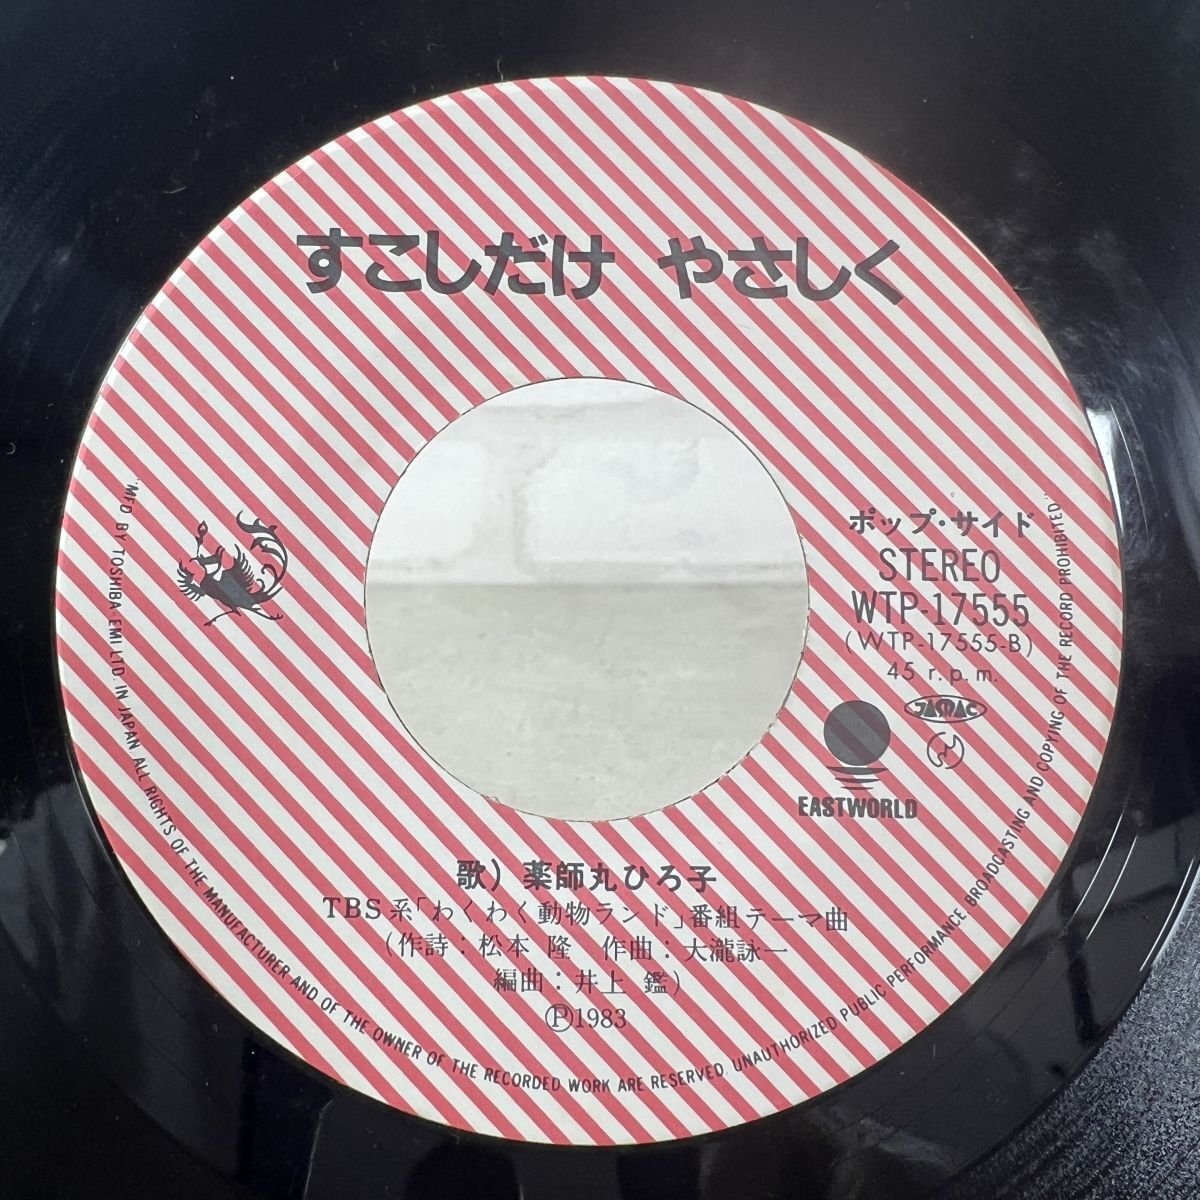 すこしだけ やさしく
ポップ・サイド
STEREO
WTP-17555
(WTP-17555-B)
45 r.p.m.
JASRAC
EASTWORLD
歌) 薬師丸ひろ子
TBS系「わくわく動物ランド」番組テーマ曲
(作詩：松本 隆 作曲：大瀧詠一
編曲：井上 鑑)
Ⓟ1983
"MFD BY TOSHIBA EMI LTD. IN JAPAN ALL RIGHTS OF THE MANUFACTURER AND OF THE OWNER OF THE RECORDED WORK ARE RESERVED. UNAUTHORIZED PUBLIC PERFORMANCE, BROADCASTING AND COPYING OF THE RECORD PROHIBITED."